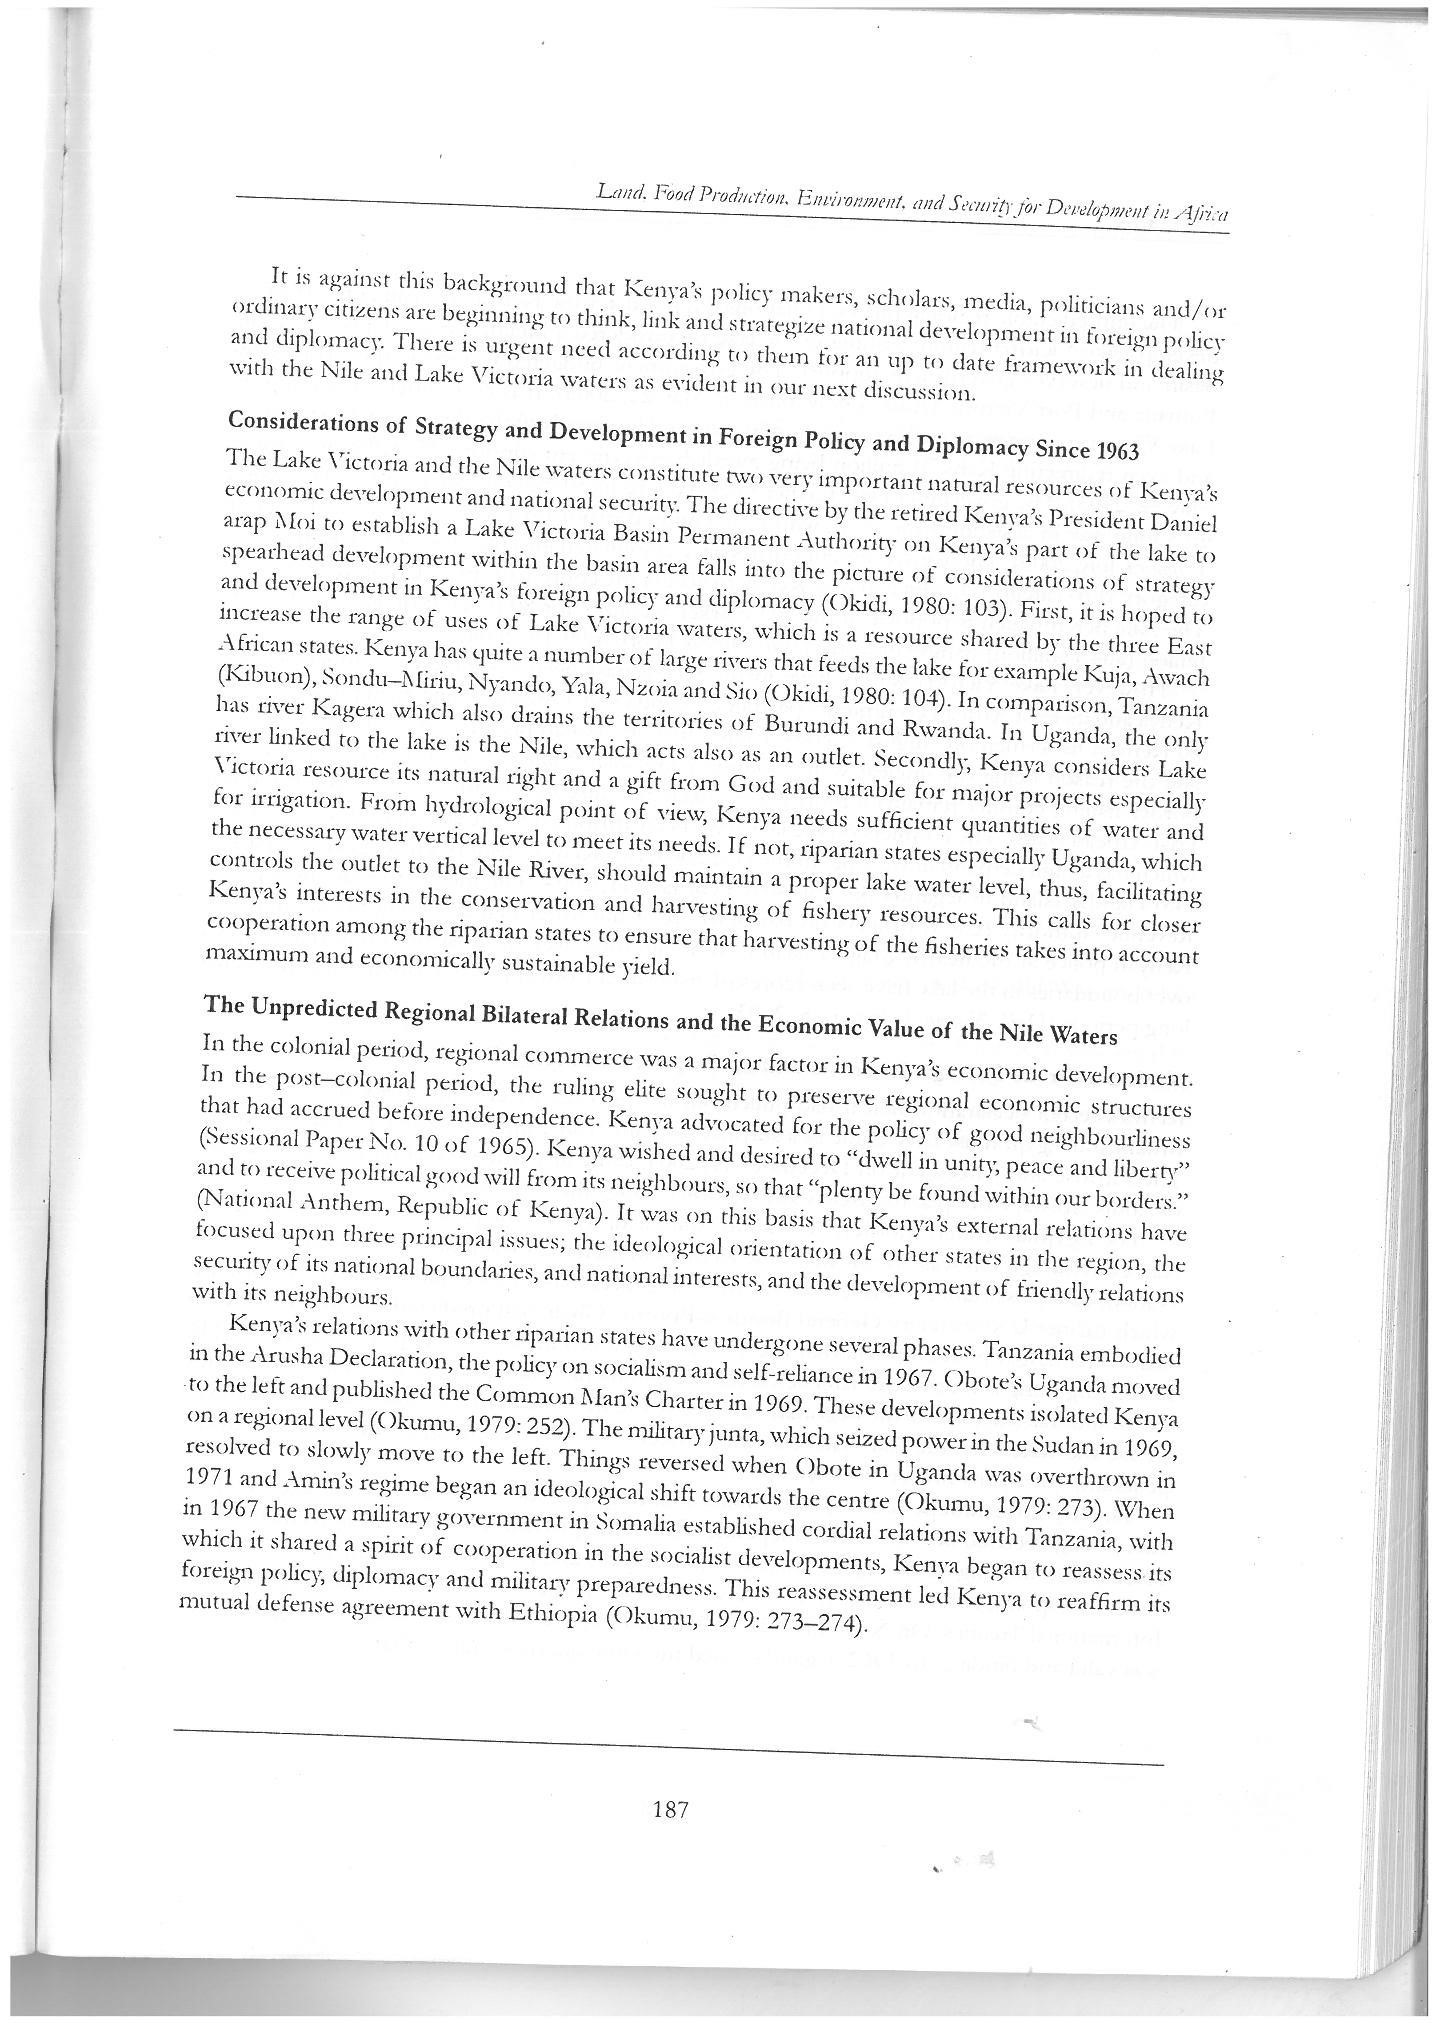 Land, Food Production, Environment, and Security for Development in Africa
It is against this background that Kenya's policy makers, scholars, media, politicians and/or
ordinary citizens are beginning to think, link and strategize national development in foreign policy
and diplomacy. There is urgent need according to them for an up to date framework in dealing
with the Nile and Lake Victoria waters as evident in our next discussion.
Considerations of Strategy and Development in Foreign Policy and Diplomacy Since 1963
The Lake Victoria and the Nile waters constitute two very important natural resources of Kenya's
economic development and national security. The directive by the retired Kenya's President Daniel
arap Moi to establish a Lake Victoria Basin Permanent Authority on Kenya's part of the lake to
spearhead development within the basin area falls into the picture of considerations of strategy
and development in Kenya's foreign policy and diplomacy (Okidi, 1980: 103). First, it is hoped to
increase the range of uses of Lake Victoria waters, which is a resource shared by the three East
African states. Kenya has quite a number of large rivers that feeds the lake for example Kuja, Awach
(Kibuon), Sondu–Miriu, Nyando, Yala, Nzoia and Sio (Okidi, 1980: 104). In comparison, Tanzania
has river Kagera which also drains the territories of Burundi and Rwanda. In Uganda, the only
river linked to the lake is the Nile, which acts also as an outlet. Secondly, Kenya considers Lake
Victoria resource its natural right and a gift from God and suitable for major projects especially
for irrigation. From hydrological point of view, Kenya needs sufficient quantities of water and
the necessary water vertical level to meet its needs. If not, riparian states especially Uganda, which
controls the outlet to the Nile River, should maintain a proper lake water level, thus, facilitating
Kenya's interests in the conservation and harvesting of fishery resources. This calls for closer
cooperation among the riparian states to ensure that harvesting of the fisheries takes into account
maximum and economically sustainable yield.
The Unpredicted Regional Bilateral Relations and the Economic Value of the Nile Waters
In the colonial period, regional commerce was a major factor in Kenya's economic development.
In the post–colonial period, the ruling elite sought to preserve regional economic structures
that had accrued before independence. Kenya advocated for the policy of good neighbourliness
(Sessional Paper No. 10 of 1965). Kenya wished and desired to “dwell in unity, peace and liberty”
and to receive political good will from its neighbours, so that “plenty be found within our borders.”
(National Anthem, Republic of Kenya). It was on this basis that Kenya's external relations have
focused upon three principal issues; the ideological orientation of other states in the region, the
security of its national boundaries, and national interests, and the development of friendly relations
with its neighbours.
Kenya's relations with other riparian states have undergone several phases. Tanzania embodied
in the Arusha Declaration, the policy on socialism and self-reliance in 1967. Obote's Uganda moved
to the left and published the Common Man's Charter in 1969. These developments isolated Kenya
on a regional level (Okumu, 1979: 252). The military junta, which seized power in the Sudan in 1969,
resolved to slowly move to the left. Things reversed when Obote in Uganda was overthrown in
1971 and Amin's regime began an ideological shift towards the centre (Okumu, 1979: 273). When
in 1967 the new military government in Somalia established cordial relations with Tanzania, with
which it shared a spirit of cooperation in the socialist developments, Kenya began to reassess its
foreign policy, diplomacy and military preparedness. This reassessment led Kenya to reaffirm its
mutual defense agreement with Ethiopia (Okumu, 1979: 273–274).
187